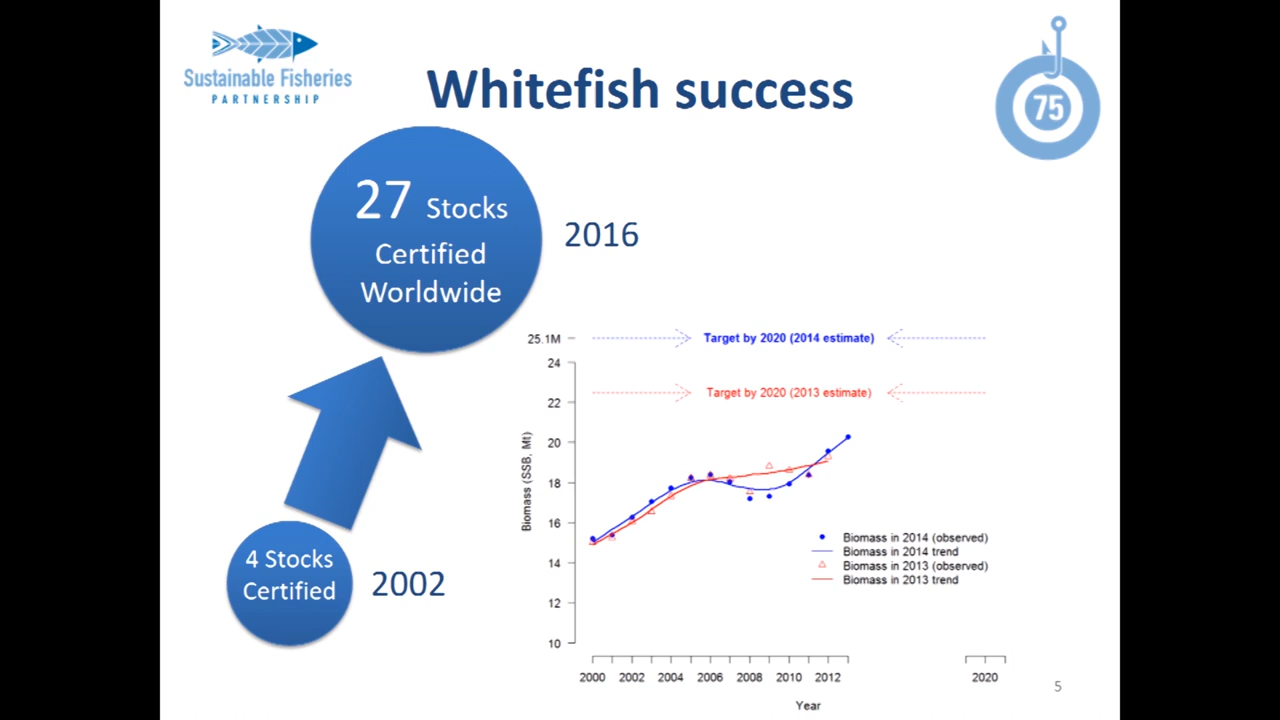 Sustainable Fisheries
PARTNERSHIP
Whitefish success
75
27 Stocks
Certified
Worldwide
2016
4 Stocks
Certified
2002
25.1M
24
22
20
18
16
14
12
10
Biomass (SSB, Mt)
Target by 2020 (2014 estimate)
Target by 2020 (2013 estimate)
Biomass in 2014 (observed)
Biomass in 2014 trend
Biomass in 2013 (observed)
Biomass in 2013 trend
2000 2002 2004 2006 2008 2010 2012 2020
Year
5